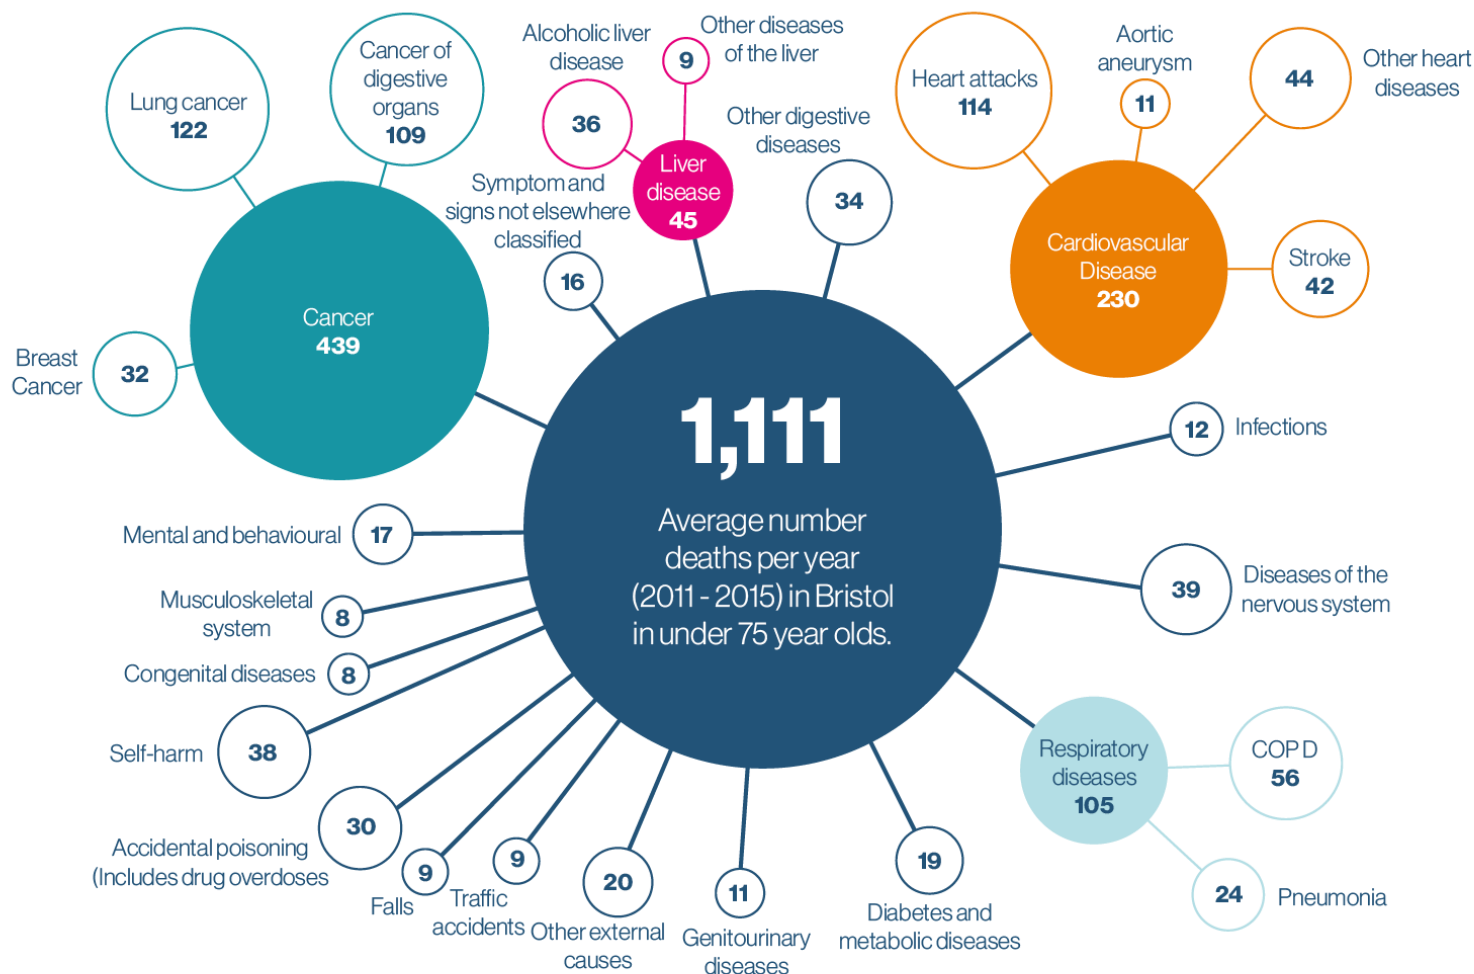 Lung cancer
122
Cancer of
digestive
organs
109
Alcoholic liver
disease
36
Other diseases
of the liver
9
Liver
disease
45
Other digestive
diseases
34
Symptom and
signs not elsewhere
classified
16
Heart attacks
114
Aortic
aneurysm
11
Other heart
diseases
44
Cardiovascular
Disease
230
Stroke
42
Cancer
439
Breast
Cancer
32
1,111
Average number
deaths per year
(2011 - 2015) in Bristol
in under 75 year olds.
12
Infections
39
Diseases of the
nervous system
Respiratory
diseases
105
COP D
56
24
Pneumonia
Mental and behavioural
17
Musculoskeletal
system
8
Congenital diseases
8
Self-harm
38
Accidental poisoning
(Includes drug overdoses
30
Falls
9
Traffic
accidents
9
Other external
causes
20
Genitourinary
diseases
11
Diabetes and
metabolic diseases
19